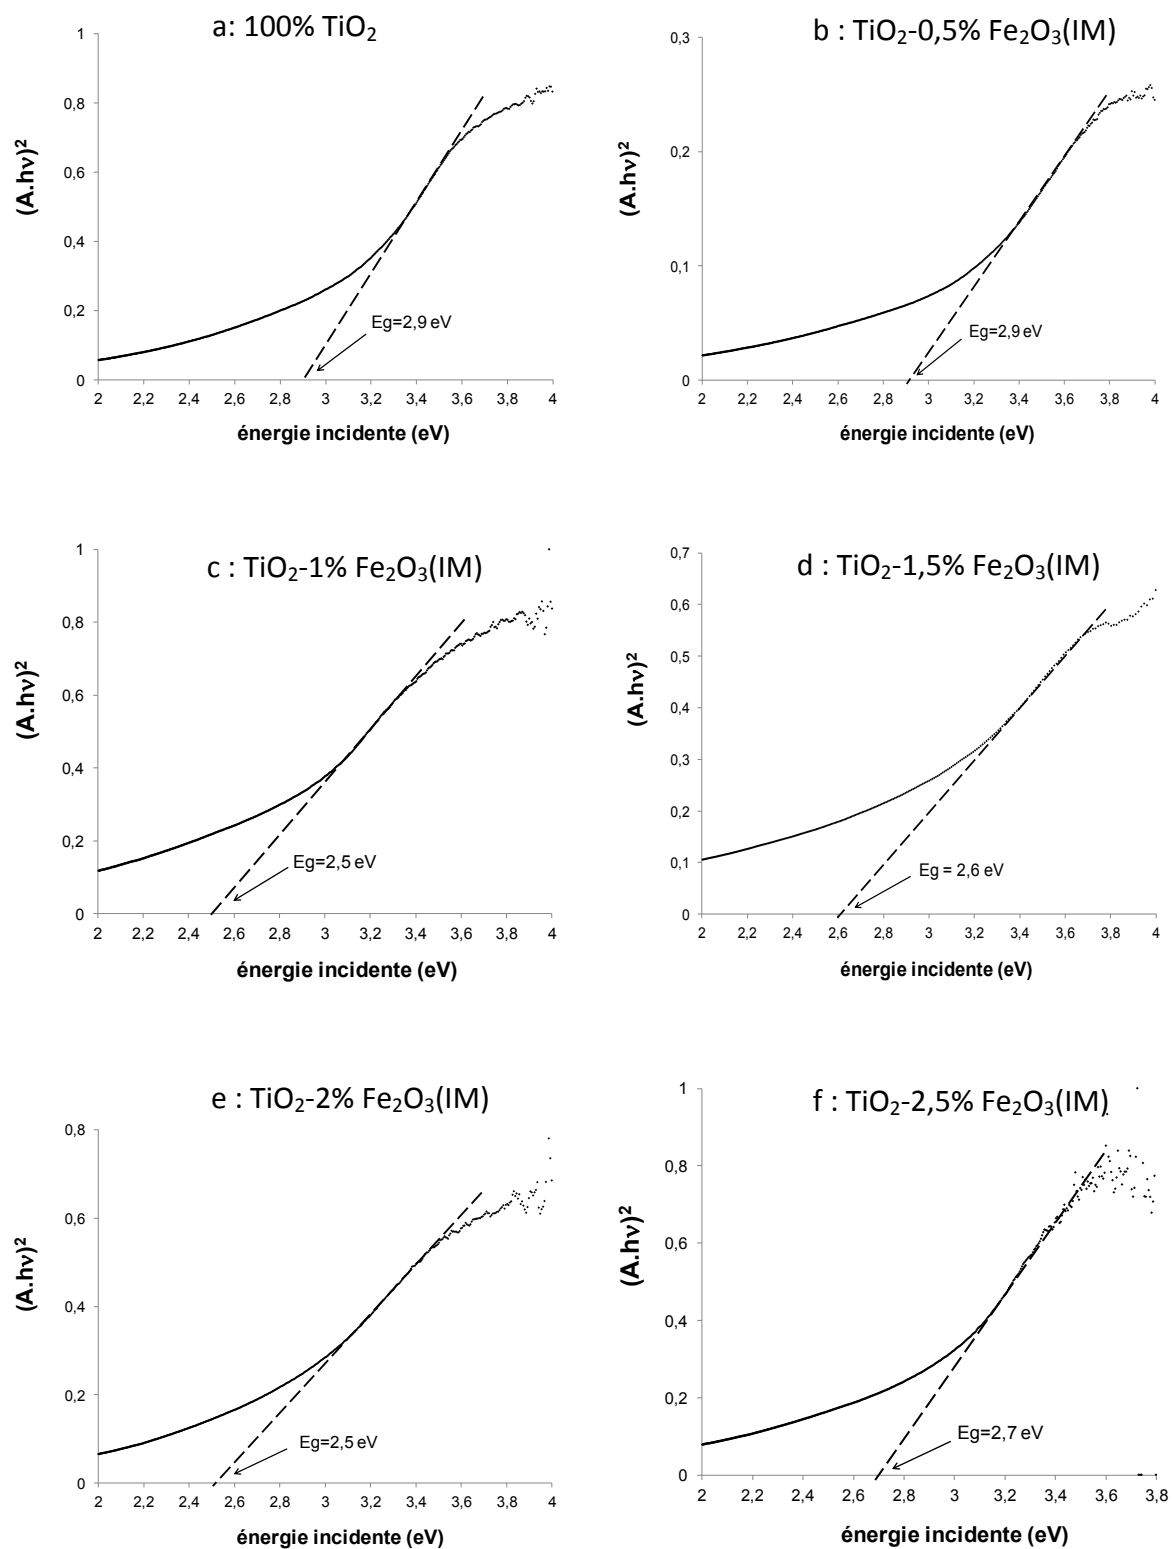 a: 100% TiO2
(A.hν)2
1
0,8
0,6
0,4
0,2
0
Eg=2,9 eV
2 2,2 2,4 2,6 2,8 3 3,2 3,4 3,6 3,8 4
énergie incidente (eV)
b : TiO2-0,5% Fe2O3(IM)
(A.hν)2
0,3
0,2
0,1
0
Eg=2,9 eV
2 2,2 2,4 2,6 2,8 3 3,2 3,4 3,6 3,8 4
énergie incidente (eV)
c : TiO2-1% Fe2O3(IM)
(A.hν)2
1
0,8
0,6
0,4
0,2
0
Eg=2,5 eV
2 2,2 2,4 2,6 2,8 3 3,2 3,4 3,6 3,8 4
énergie incidente (eV)
d : TiO2-1,5% Fe2O3(IM)
(A.hν)2
0,7
0,6
0,5
0,4
0,3
0,2
0,1
0
Eg = 2,6 eV
2 2,2 2,4 2,6 2,8 3 3,2 3,4 3,6 3,8 4
énergie incidente (eV)
e : TiO2-2% Fe2O3(IM)
(A.hν)2
0,8
0,6
0,4
0,2
0
Eg=2,5 eV
2 2,2 2,4 2,6 2,8 3 3,2 3,4 3,6 3,8 4
énergie incidente (eV)
f : TiO2-2,5% Fe2O3(IM)
(A.hν)2
1
0,8
0,6
0,4
0,2
0
Eg=2,7 eV
2 2,2 2,4 2,6 2,8 3 3,2 3,4 3,6 3,8
énergie incidente (eV)